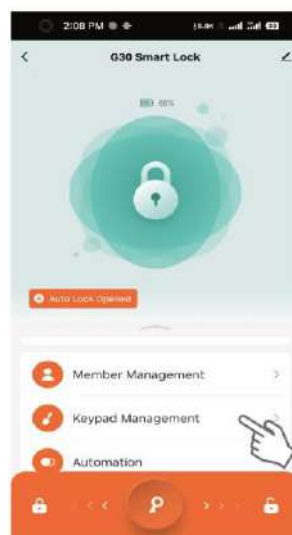 2:08 PM
G30 Smart Lock
Auto Lock Opened
Member Management
Keypad Management
Automation